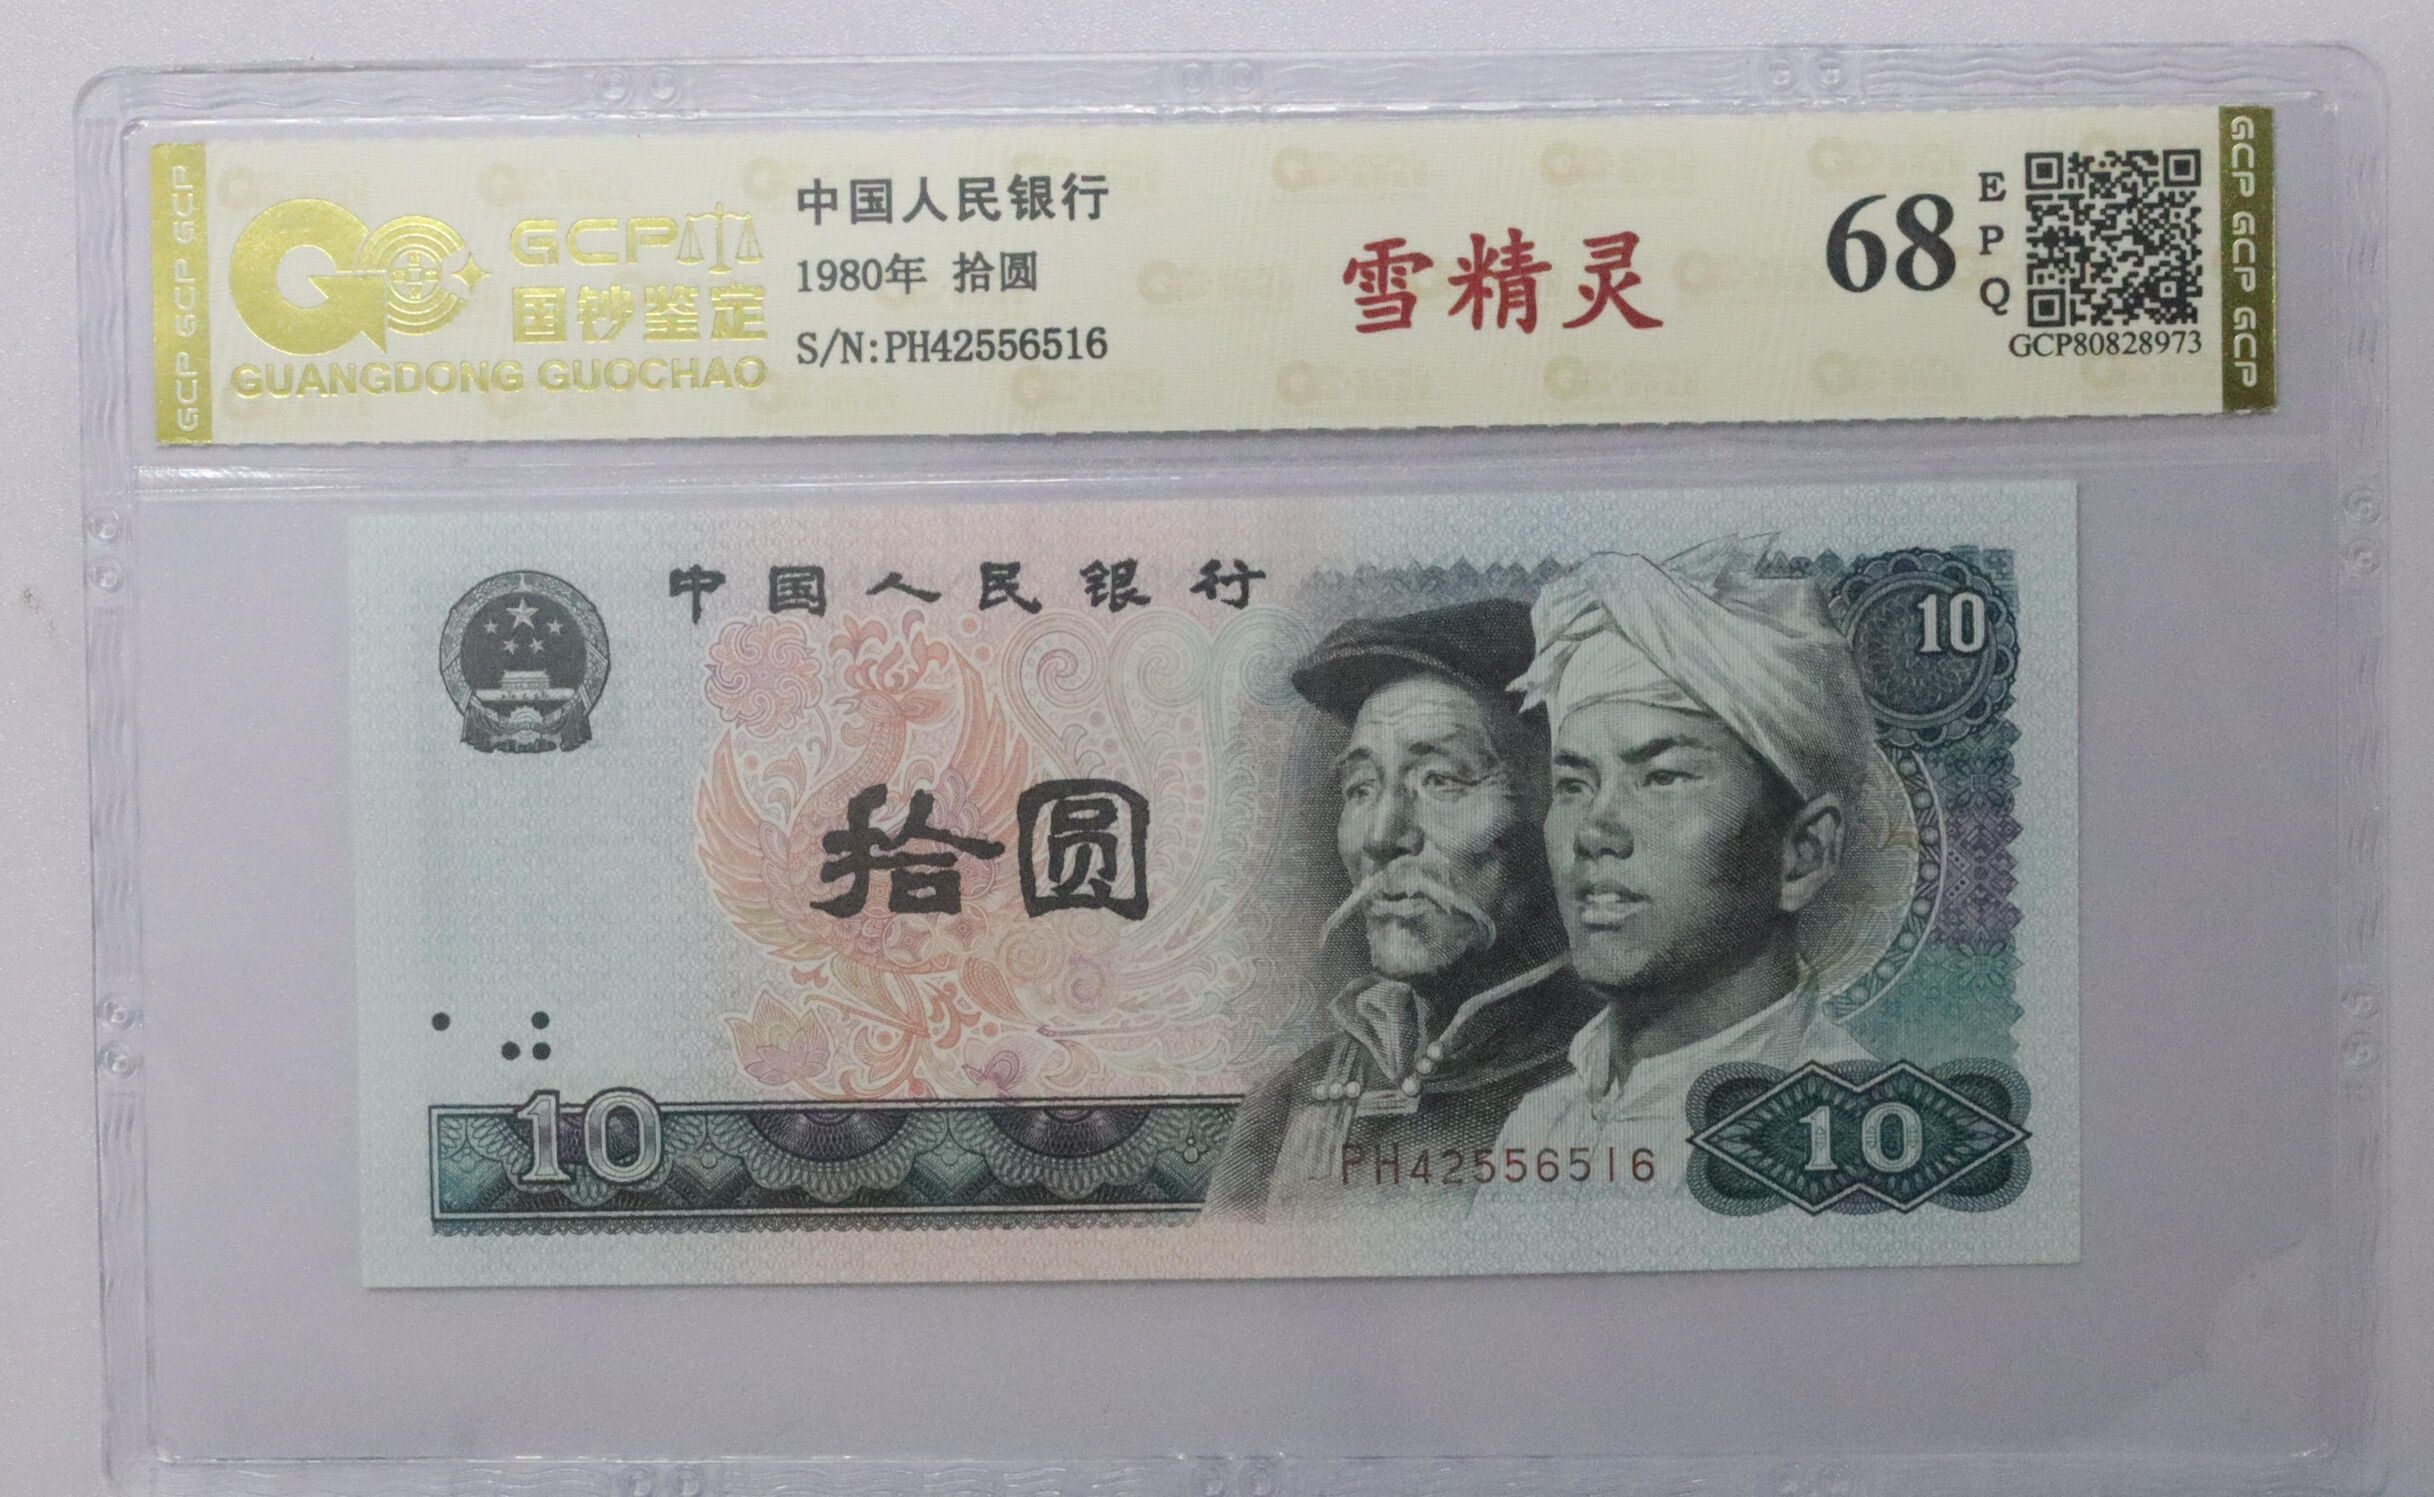 GCP GCP GCP
GCP
国钞鉴定
GUANGDONG GUOCHAO
中国人民银行
1980年 拾圆
S/N:PH42556516
雪精灵
68
EPQ
GCP80828973
GCP GCP GCP
中国人民银行
10
拾圆
10
PH42556516
10